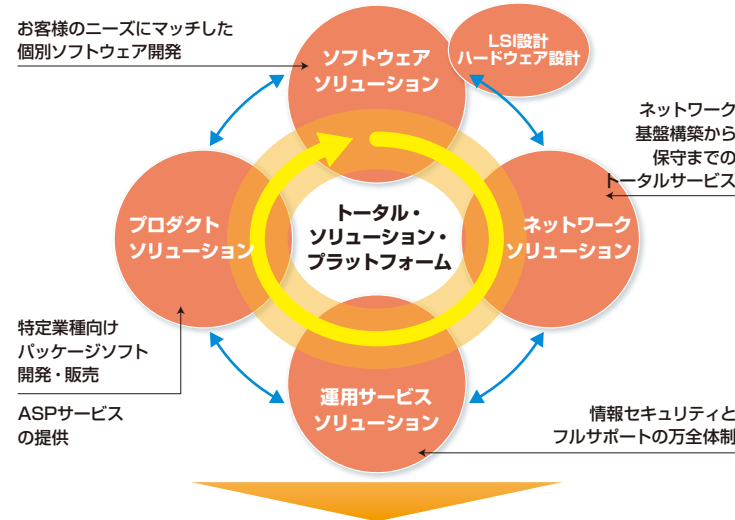 お客様のニーズにマッチした
個別ソフトウェア開発
ソフトウェア
ソリューション
LSI設計
ハードウェア設計
ネットワーク
基盤構築から
保守までの
トータルサービス
プロダクト
ソリューション
トータル・
ソリューション・
プラットフォーム
ネットワーク
ソリューション
特定業種向け
パッケージソフト
開発・販売
ASPサービス
の提供
運用サービス
ソリューション
情報セキュリティと
フルサポートの万全体制